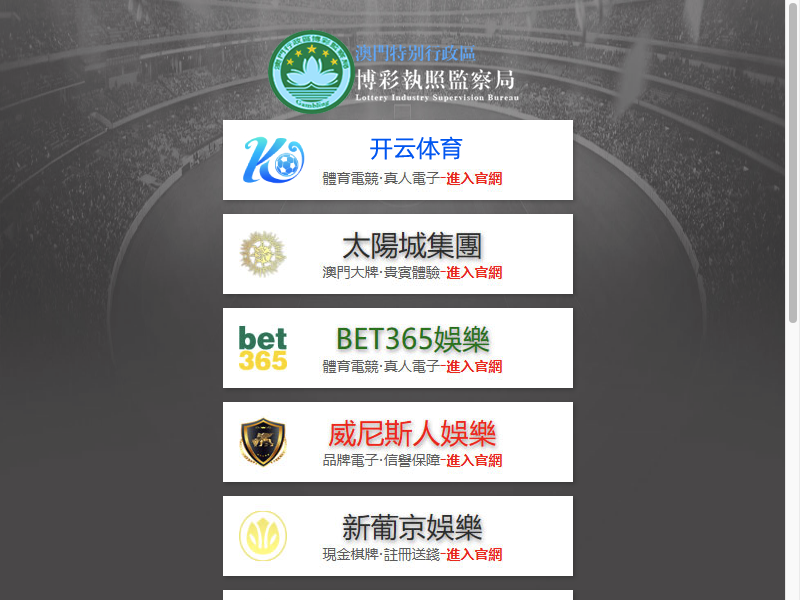 澳門特別行政區
博彩執照監察局
Lottery Industry Supervision Bureau
Gambling
开云体育
體育電競·真人電子-進入官網
太陽城集團
澳門大牌·貴賓體驗-進入官網
bet
365
BET365娛樂
體育電競·真人電子-進入官網
威尼斯人娛樂
品牌電子·信譽保障-進入官網
新葡京娛樂
現金棋牌·註冊送錢-進入官網